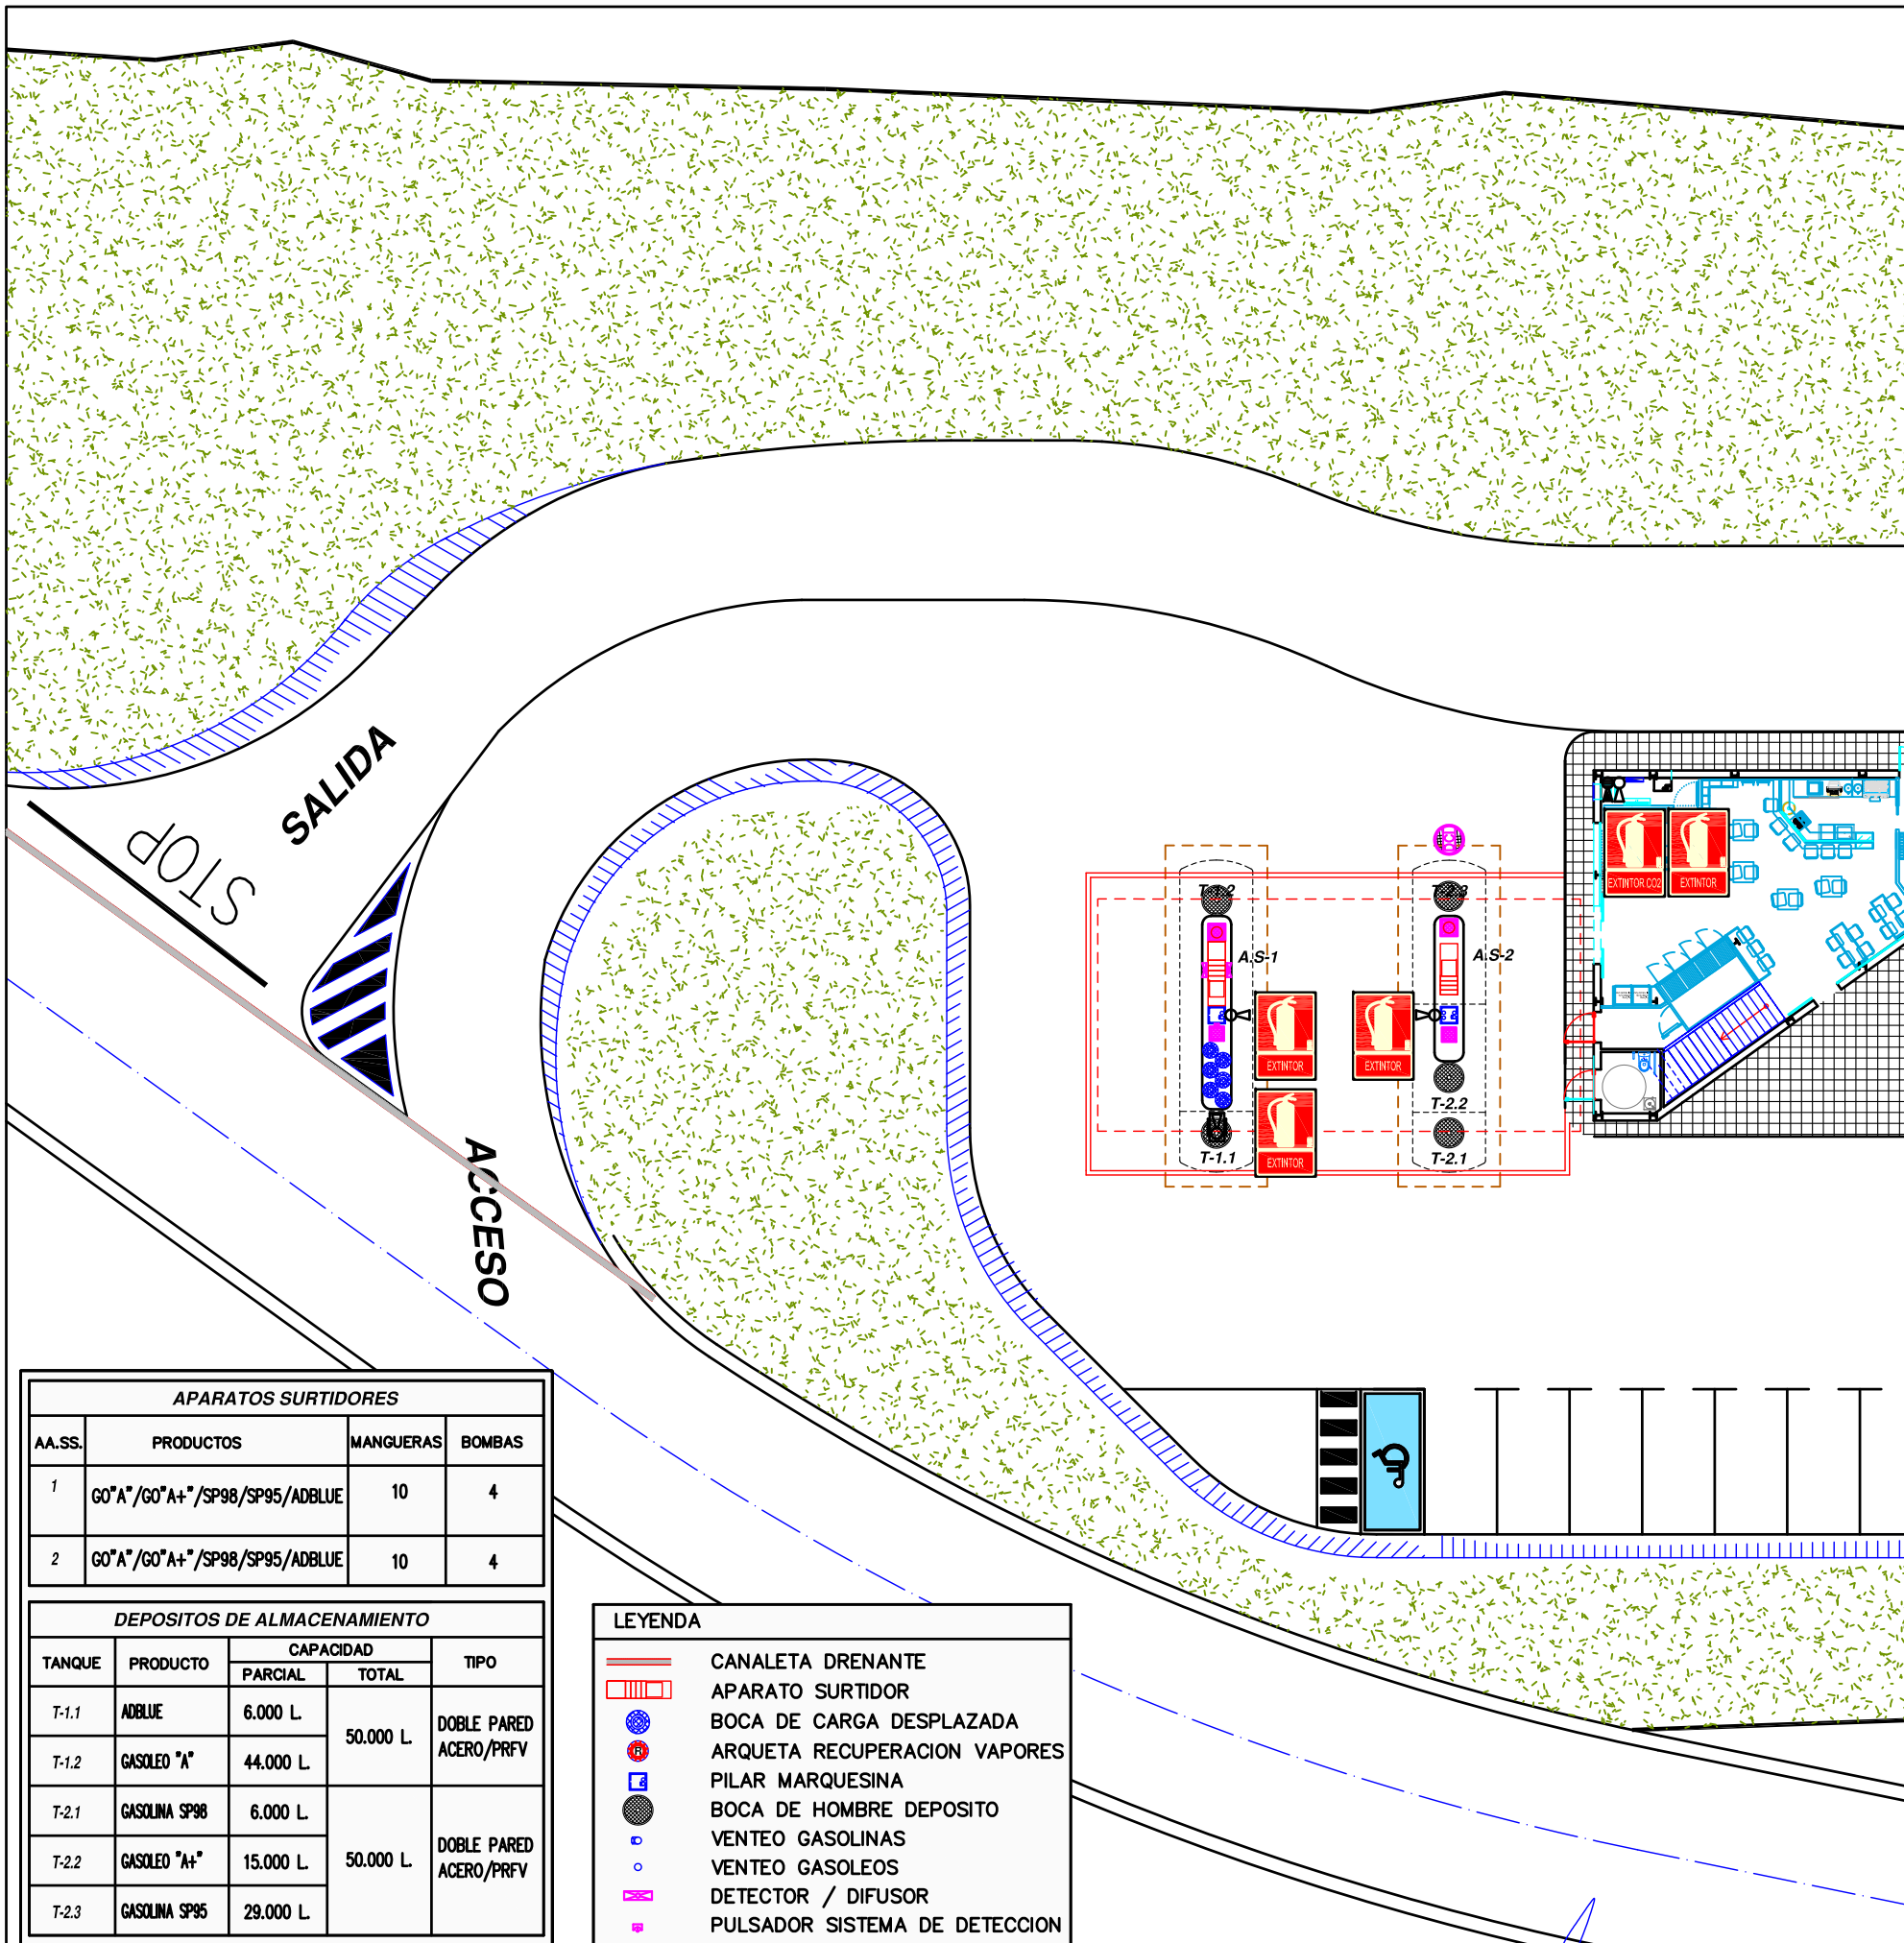 SALIDA
STOP
ACCESO
T-1.2
A.S-1
T-1.1
T-2.3
A.S-2
T-2.2
T-2.1
EXTINTOR
EXTINTOR
EXTINTOR
EXTINTOR CO2
EXTINTOR
APARATOS SURTIDORES
AA.SS. PRODUCTOS MANGUERAS BOMBAS
1 GO"A"/GO"A+"/SP98/SP95/ADBLUE 10 4
2 GO"A"/GO"A+"/SP98/SP95/ADBLUE 10 4
DEPOSITOS DE ALMACENAMIENTO
TANQUE PRODUCTO CAPACIDAD TIPO
PARCIAL TOTAL
T-1.1 ADBLUE 6.000 L. 50.000 L. DOBLE PARED ACERO/PRFV
T-1.2 GASOLEO "A" 44.000 L.
T-2.1 GASOLINA SP98 6.000 L.
T-2.2 GASOLEO "A+" 15.000 L. 50.000 L. DOBLE PARED ACERO/PRFV
T-2.3 GASOLINA SP95 29.000 L.
LEYENDA
CANALETA DRENANTE
APARATO SURTIDOR
BOCA DE CARGA DESPLAZADA
R ARQUETA RECUPERACION VAPORES
PILAR MARQUESINA
BOCA DE HOMBRE DEPOSITO
VENTEO GASOLINAS
VENTEO GASOLEOS
DETECTOR / DIFUSOR
PULSADOR SISTEMA DE DETECCION